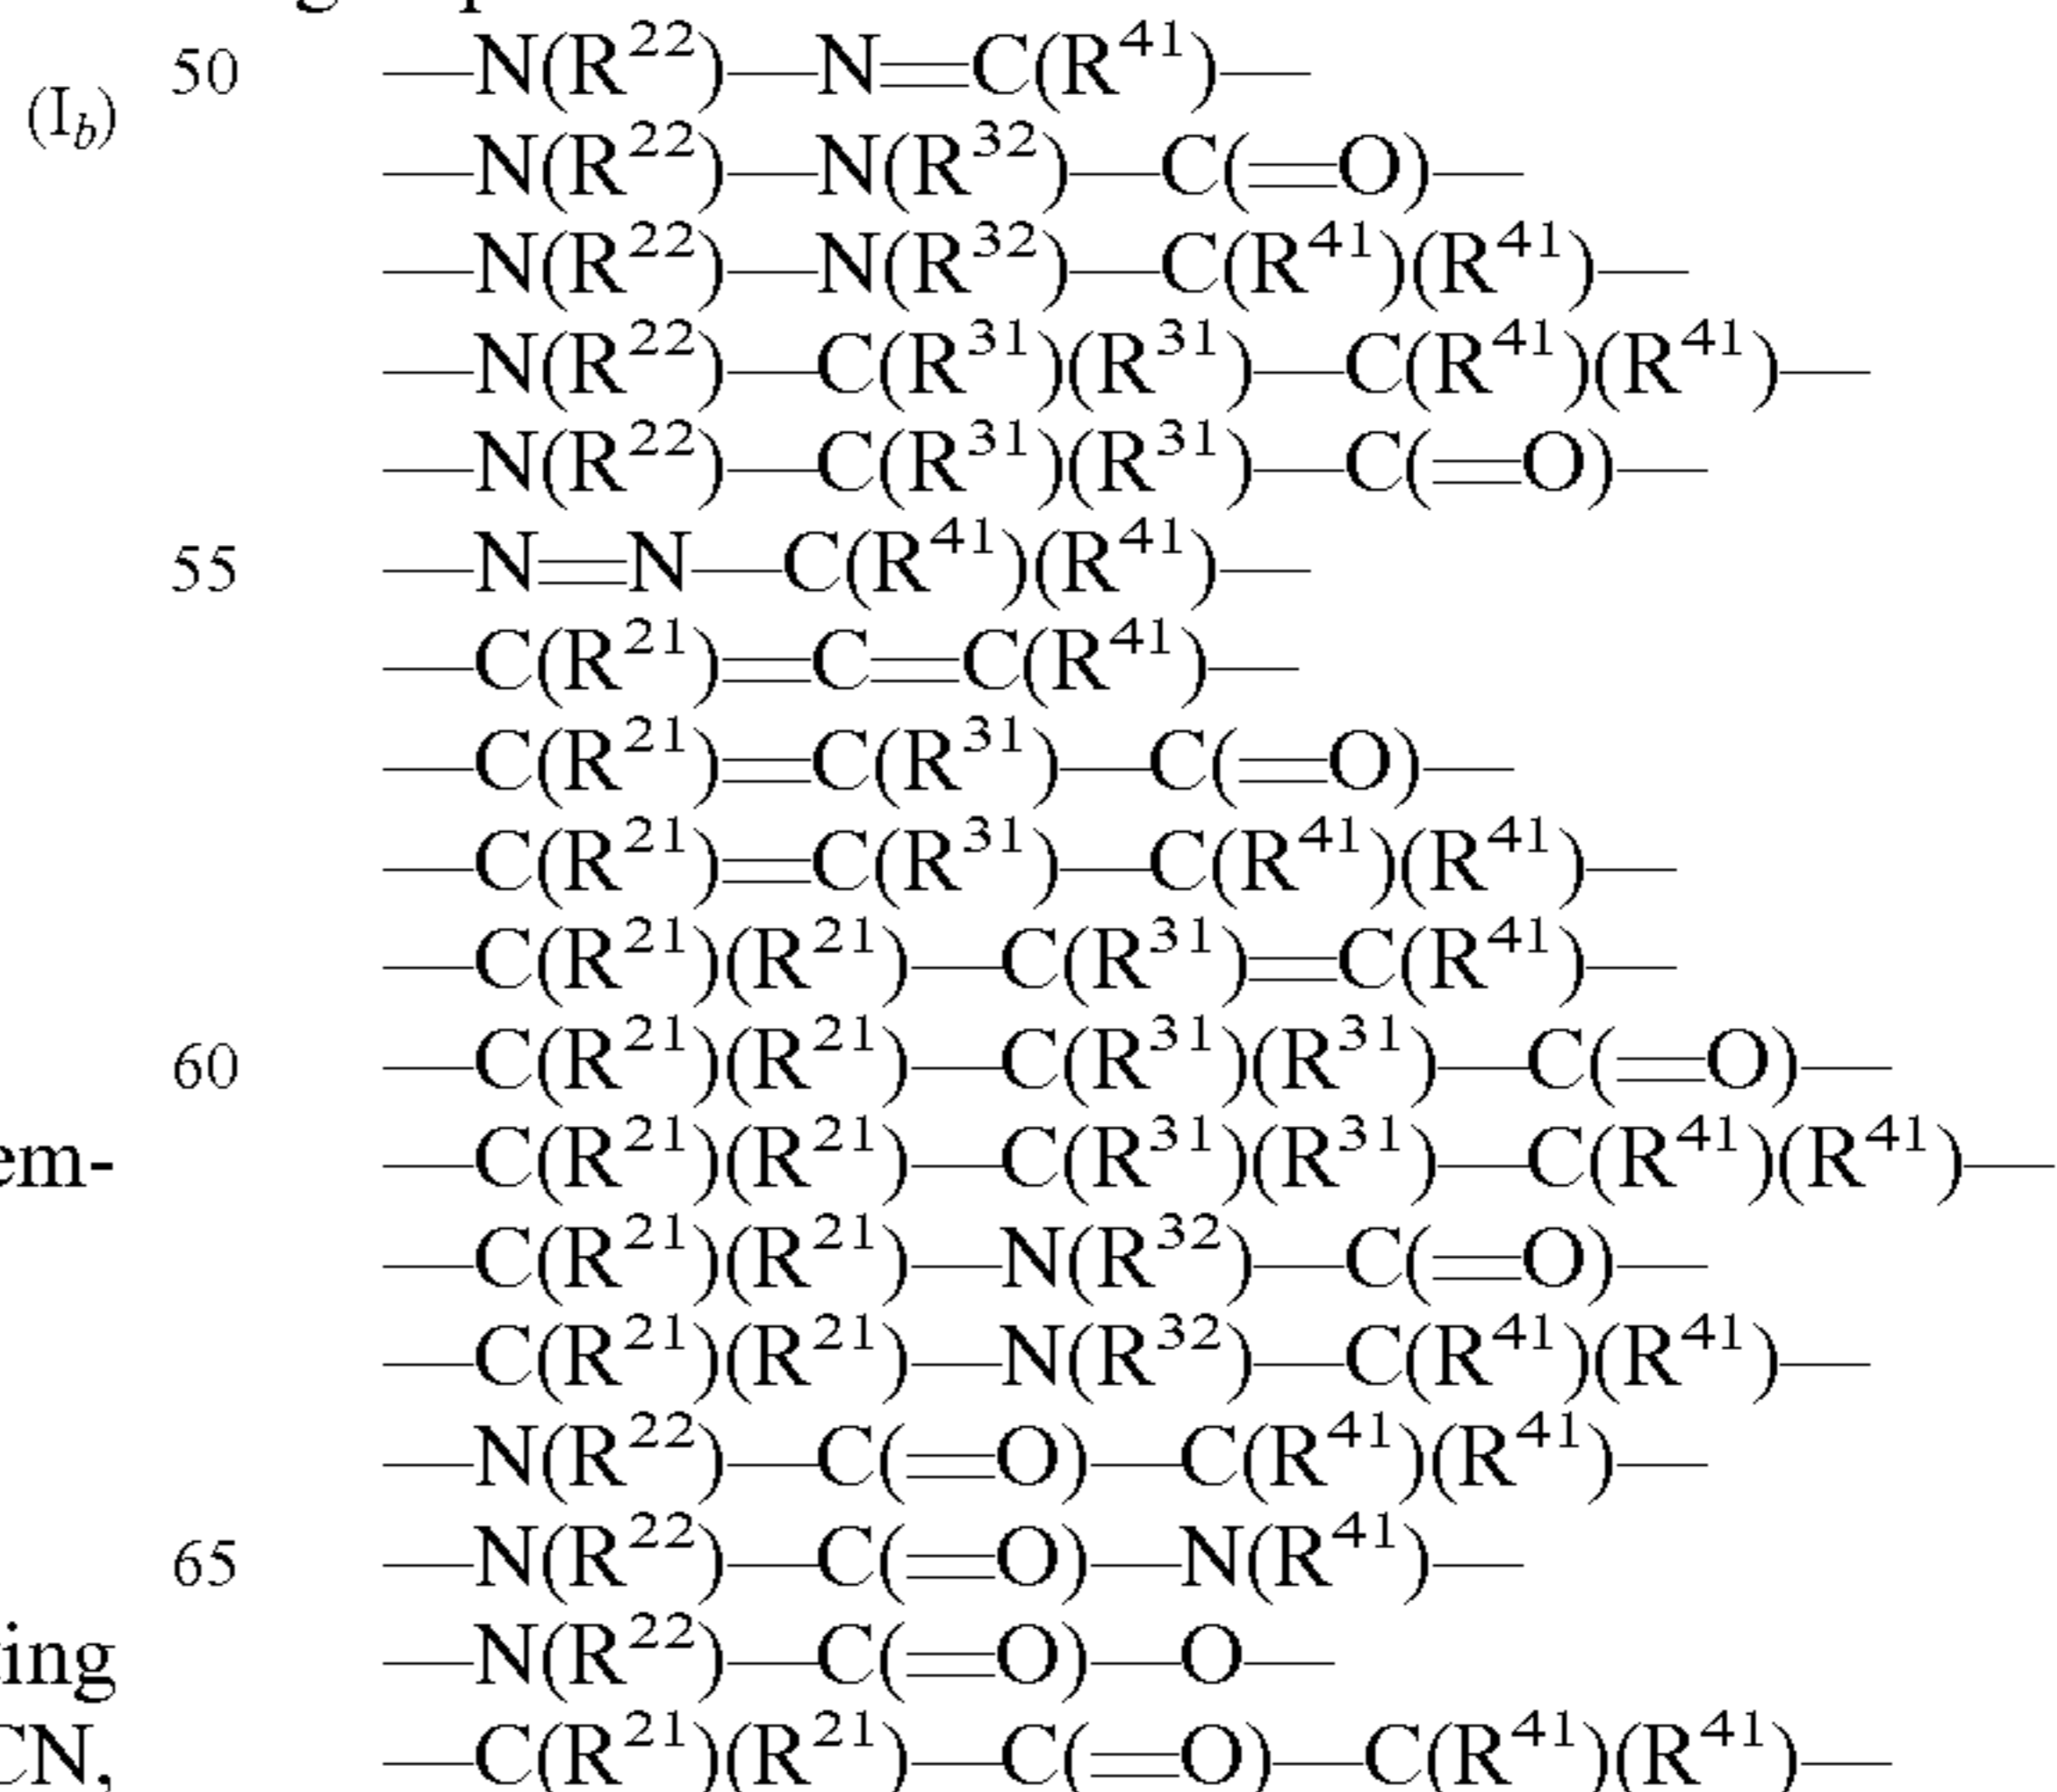 (I_b)
em-
ting
CN,
50 —N(R²²)—N=C(R⁴¹)—
—N(R²²)—N(R³²)—C(=O)—
—N(R²²)—N(R³²)—C(R⁴¹)(R⁴¹)—
—N(R²²)—C(R³¹)(R³¹)—C(R⁴¹)(R⁴¹)—
—N(R²²)—C(R³¹)(R³¹)—C(=O)—
55 —N=N—C(R⁴¹)(R⁴¹)—
—C(R²¹)=C=C(R⁴¹)—
—C(R²¹)=C(R³¹)—C(=O)—
—C(R²¹)=C(R³¹)—C(R⁴¹)(R⁴¹)—
—C(R²¹)(R²¹)—C(R³¹)=C(R⁴¹)—
60 —C(R²¹)(R²¹)—C(R³¹)(R³¹)—C(=O)—
—C(R²¹)(R²¹)—C(R³¹)(R³¹)—C(R⁴¹)(R⁴¹)—
—C(R²¹)(R²¹)—N(R³²)—C(=O)—
—C(R²¹)(R²¹)—N(R³²)—C(R⁴¹)(R⁴¹)—
—N(R²²)—C(=O)—C(R⁴¹)(R⁴¹)—
65 —N(R²²)—C(=O)—N(R⁴¹)—
—N(R²²)—C(=O)—O—
—C(R²¹)(R²¹)—C(=O)—C(R⁴¹)(R⁴¹)—